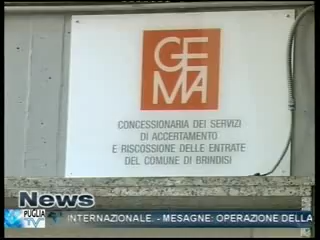 GE
MA
CONCESSIONARIA DEI SERVIZI
DI ACCERTAMENTO
E RISCOSSIONE DELLE ENTRATE
DEL COMUNE DI BRINDISI
News
PUGLIA
TV
INTERNAZIONALE. - MESAGNE: OPERAZIONE DELLA